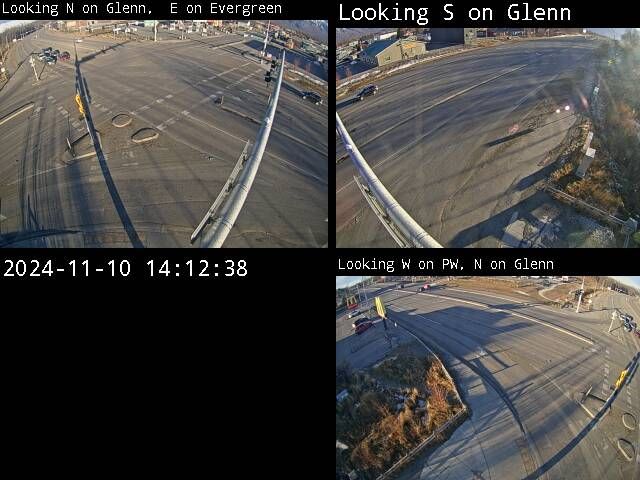 Looking N on Glenn,  E on Evergreen
Looking S on Glenn
2024-11-10 14:12:38
Looking W on PW, N on Glenn